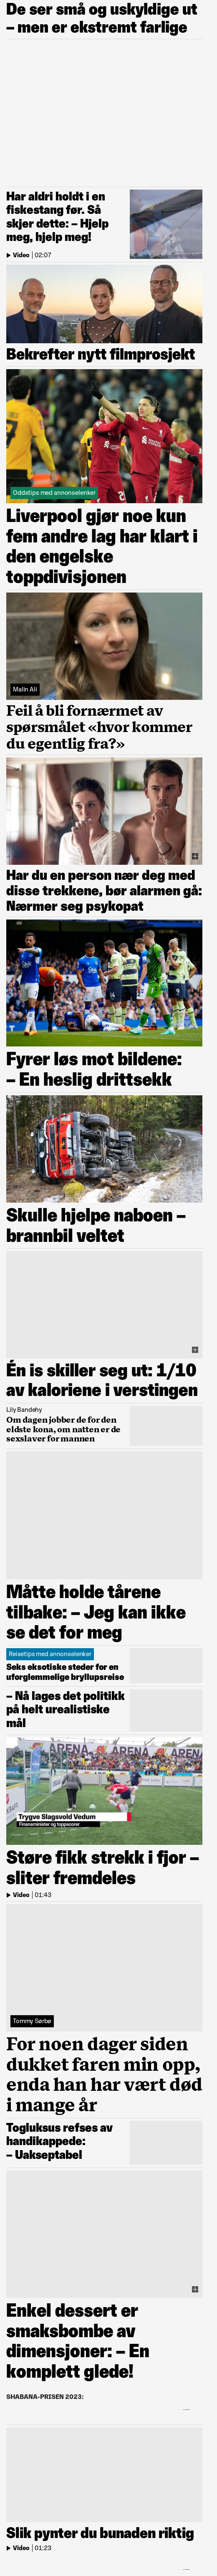 De ser små og uskyldige ut
– men er ekstremt farlige
Har aldri holdt i en
fiskestang før. Så
skjer dette: – Hjelp
meg, hjelp meg!
Video | 02:07
Bekrefter nytt filmprosjekt
Oddstips med annonselenker
Liverpool gjør noe kun
fem andre lag har klart i
den engelske
toppdivisjonen
Malin Ali
Feil å bli fornærmet av
spørsmålet «hvor kommer
du egentlig fra?»
Har du en person nær deg med
disse trekkene, bør alarmen gå:
Nærmer seg psykopat
Fyrer løs mot bildene:
– En heslig drittsekk
Skulle hjelpe naboen –
brannbil veltet
Én is skiller seg ut: 1/10
av kaloriene i verstingen
Lily Bandehy
Om dagen jobber de for den
eldste kona, om natten er de
sexslaver for mannen
Måtte holde tårene
tilbake: – Jeg kan ikke
se det for meg
Reisetips med annonselenker
Seks eksotiske steder for en
uforglemmelige bryllupsreise
– Nå lages det politikk
på helt urealistiske
mål
ARENA ARENA
Trygve Slagsvold Vedum
Finansminister og toppscorer
Støre fikk strekk i fjor –
sliter fremdeles
Video | 01:43
Tommy Sørbø
For noen dager siden
dukket faren min opp,
enda han har vært død
i mange år
Togluksus refses av
handikappede:
– Uakseptabel
Enkel dessert er
smaksbombe av
dimensjoner: – En
komplett glede!
SHABANA-PRISEN 2023:
Slik pynter du bunaden riktig
Video | 01:23